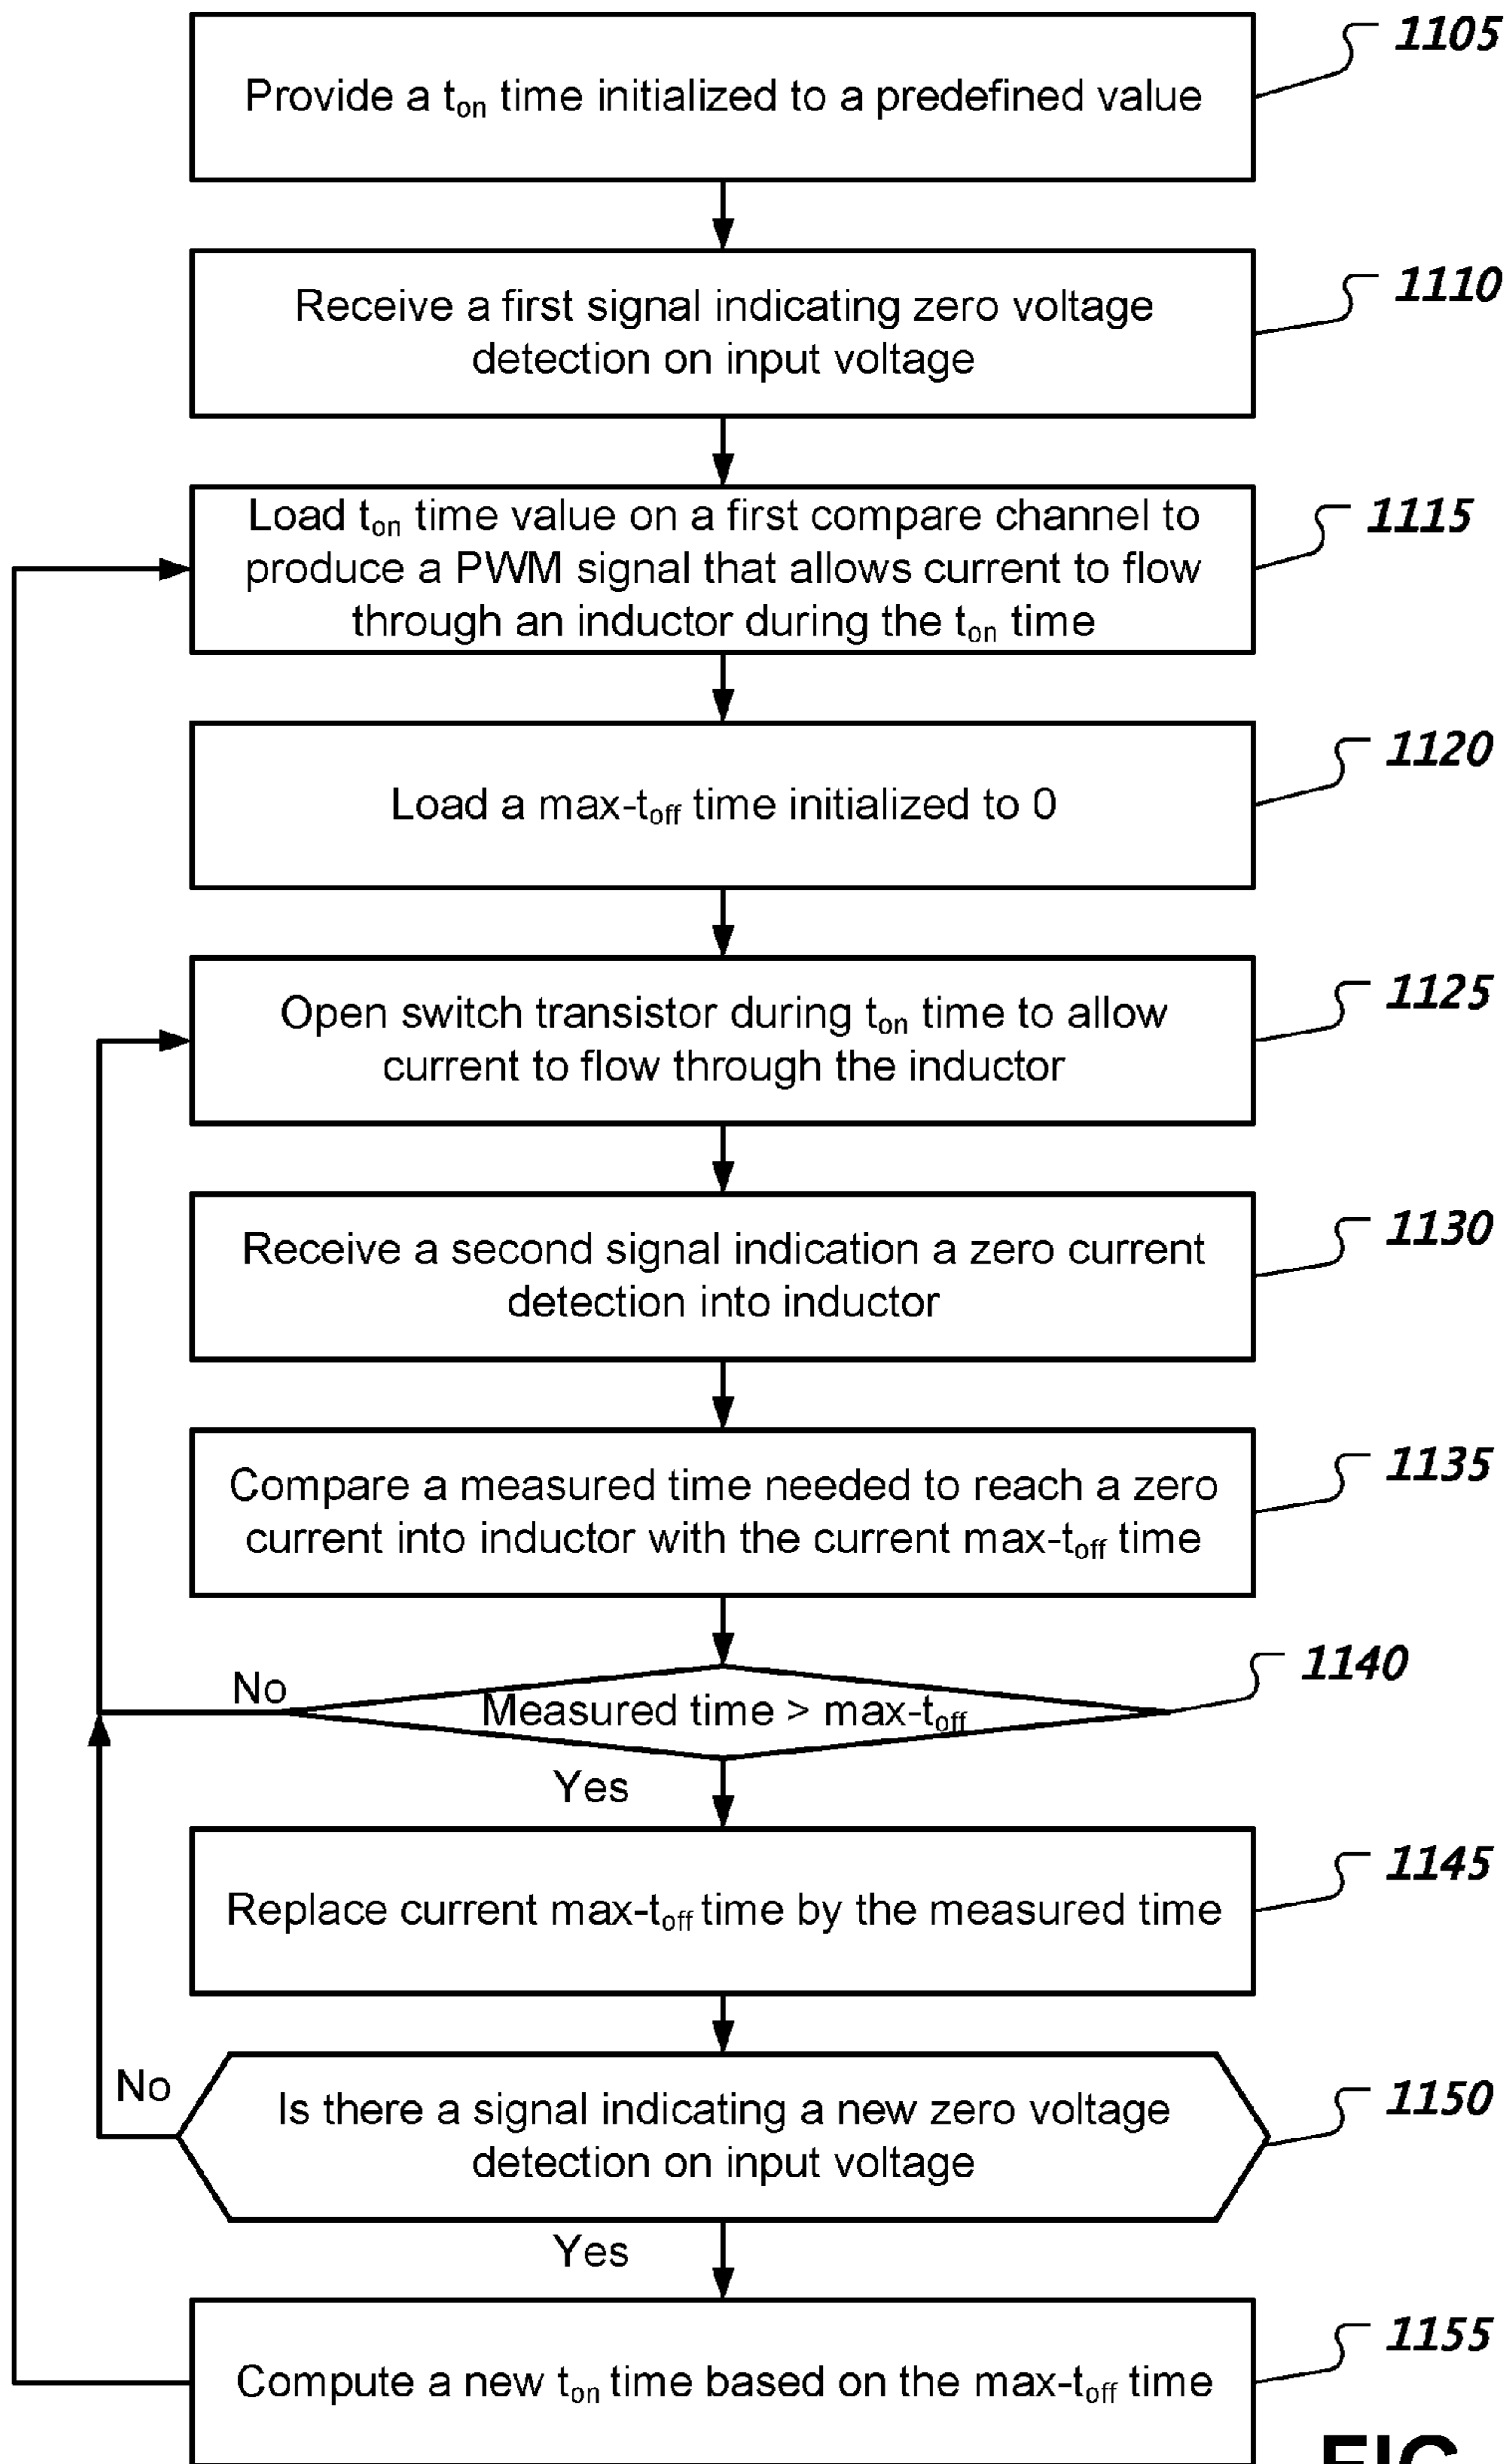 Provide a ton time initialized to a predefined value
1105
Receive a first signal indicating zero voltage
detection on input voltage
1110
Load ton time value on a first compare channel to
produce a PWM signal that allows current to flow
through an inductor during the ton time
1115
Load a max-toff time initialized to 0
1120
Open switch transistor during ton time to allow
current to flow through the inductor
1125
Receive a second signal indication a zero current
detection into inductor
1130
Compare a measured time needed to reach a zero
current into inductor with the current max-toff time
1135
Measured time > max-toff
1140
No
Yes
Replace current max-toff time by the measured time
1145
Is there a signal indicating a new zero voltage
detection on input voltage
1150
No
Yes
Compute a new ton time based on the max-toff time
1155
FIG